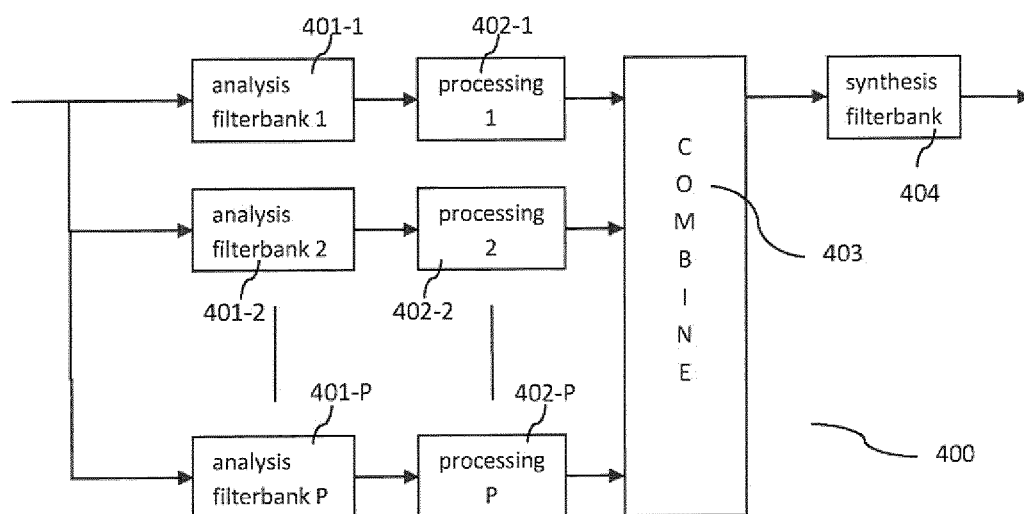 401-1
402-1
analysis
filterbank 1
processing
1
synthesis
filterbank
404
analysis
filterbank 2
processing
2
401-2
402-2
C
O
M
B
I
N
E
403
401-P
402-P
analysis
filterbank P
processing
P
400